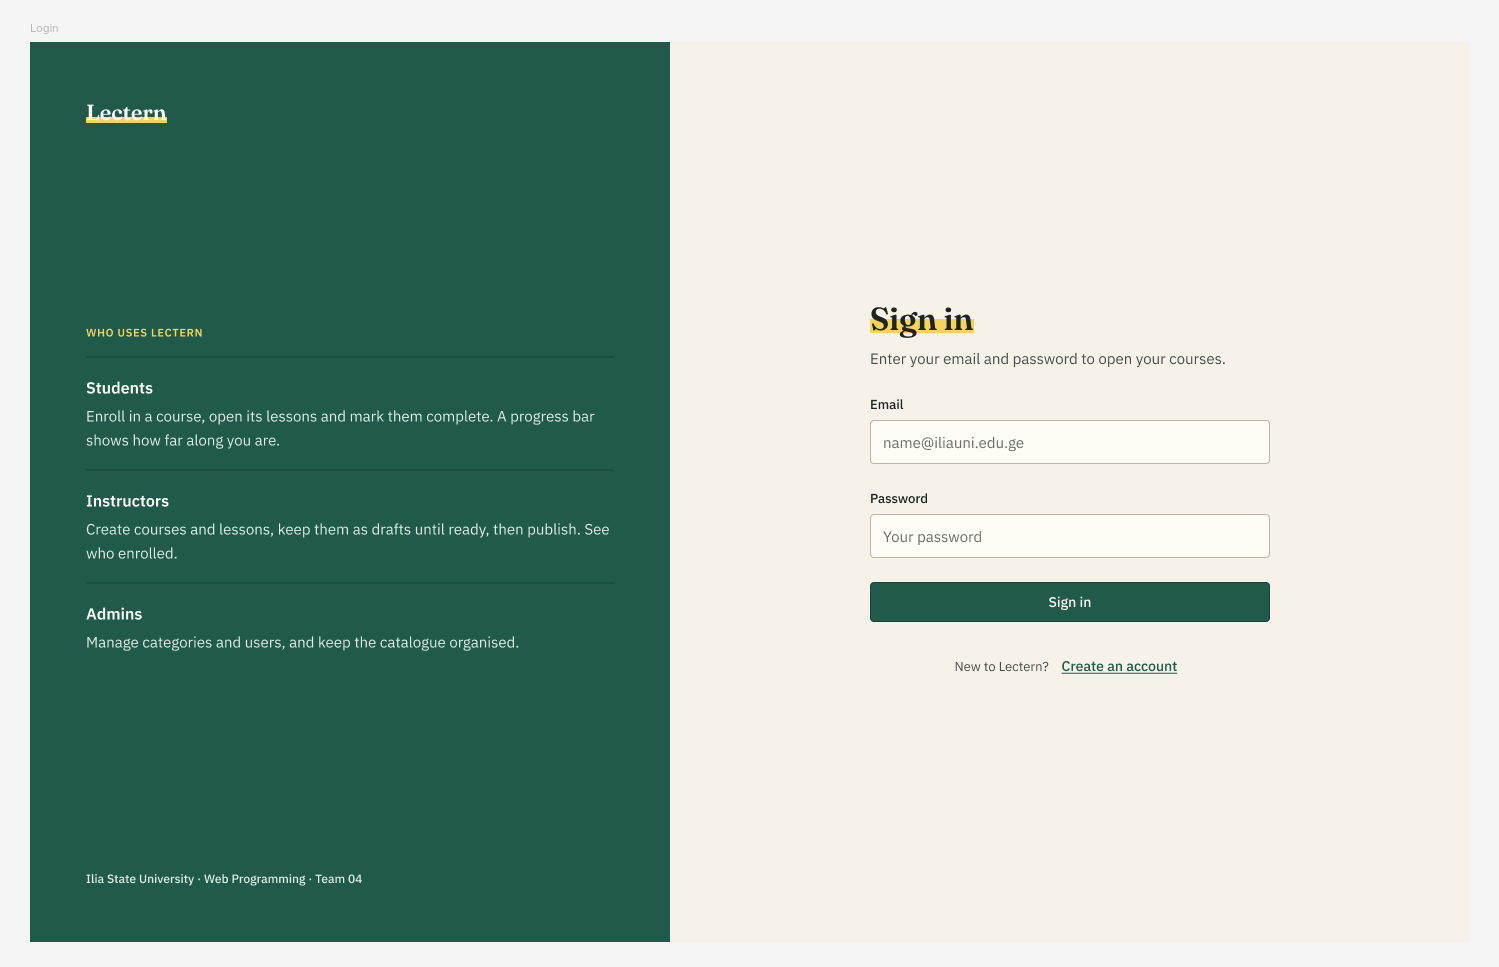 Login
Lectern
WHO USES LECTERN
Students
Enroll in a course, open its lessons and mark them complete. A progress bar
shows how far along you are.
Instructors
Create courses and lessons, keep them as drafts until ready, then publish. See
who enrolled.
Admins
Manage categories and users, and keep the catalogue organised.
Ilia State University · Web Programming · Team 04
Sign in
Enter your email and password to open your courses.
Email
name@iliauni.edu.ge
Password
Your password
Sign in
New to Lectern? Create an account